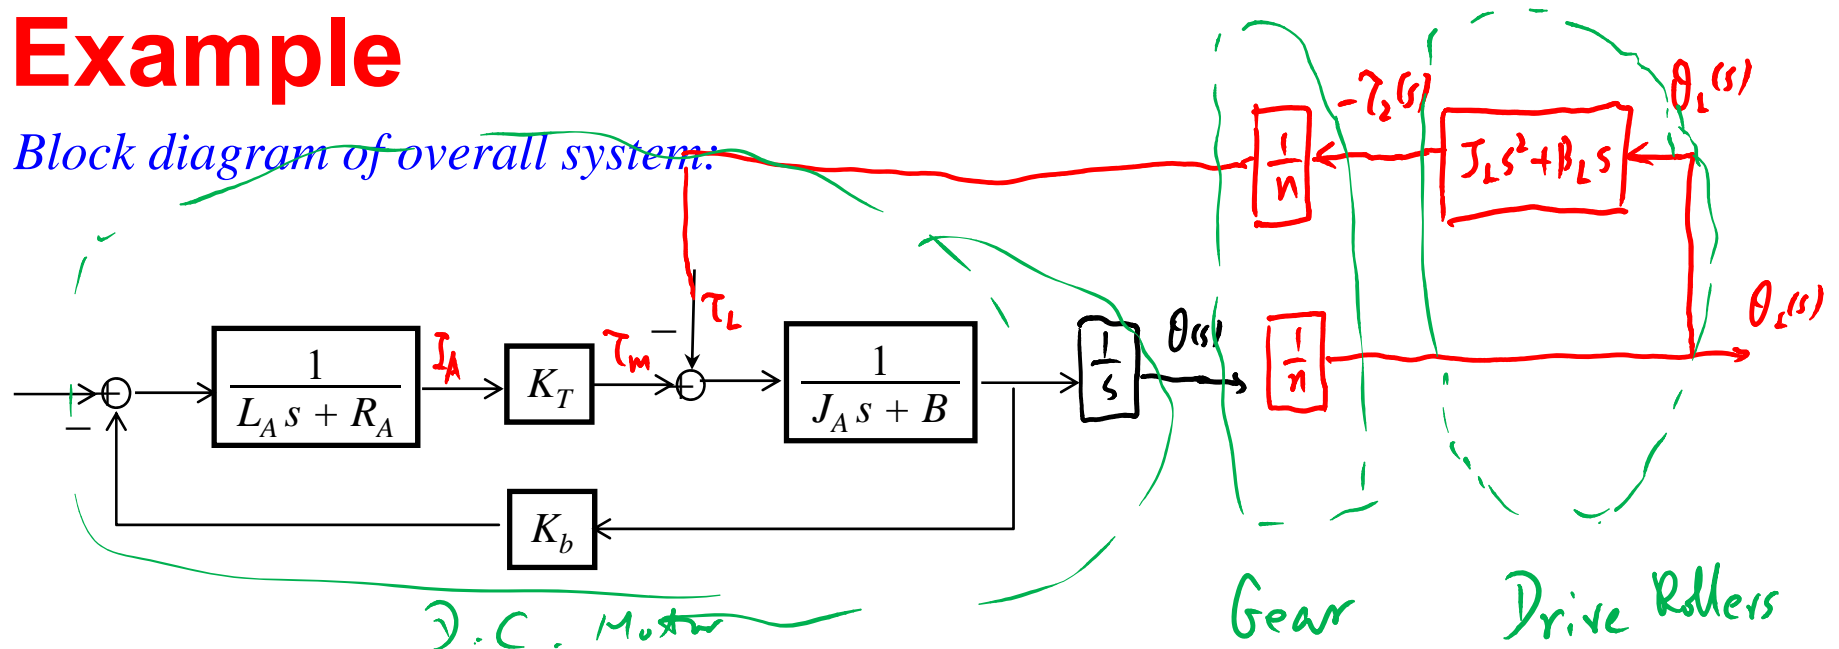 Example
Block diagram of overall system:
-τ₂(s)
θ_L(s)
1/n
J_L s² + B_L s
τ_L
−
θ(s)
θ_L(s)
1/(L_A s + R_A)
I_A
K_T
τ_m
+
1/(J_A s + B)
1/s
1/n
+
−
K_b
D.C. Motor
Gear
Drive Rollers